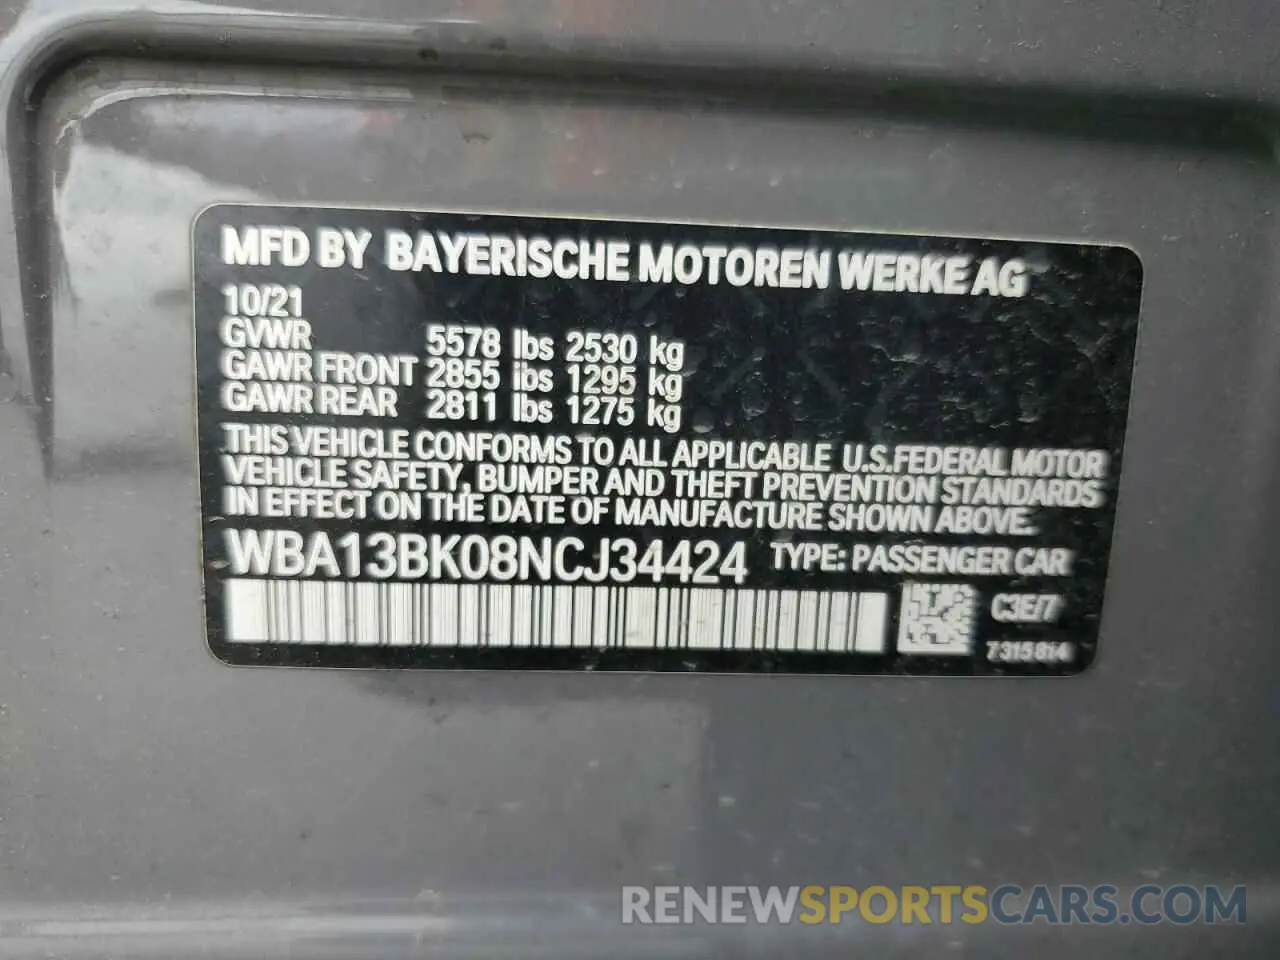 MFD BY BAYERISCHE MOTOREN WERKE AG
10/21
GVWR 5578 lbs 2530 kg
GAWR FRONT 2855 lbs 1295 kg
GAWR REAR 2811 lbs 1275 kg
THIS VEHICLE CONFORMS TO ALL APPLICABLE U.S.FEDERAL MOTOR
VEHICLE SAFETY, BUMPER AND THEFT PREVENTION STANDARDS
IN EFFECT ON THE DATE OF MANUFACTURE SHOWN ABOVE.
WBA13BK08NCJ34424 TYPE: PASSENGER CAR
C3E/7
7315814
RENEWSPORTSCARS.COM